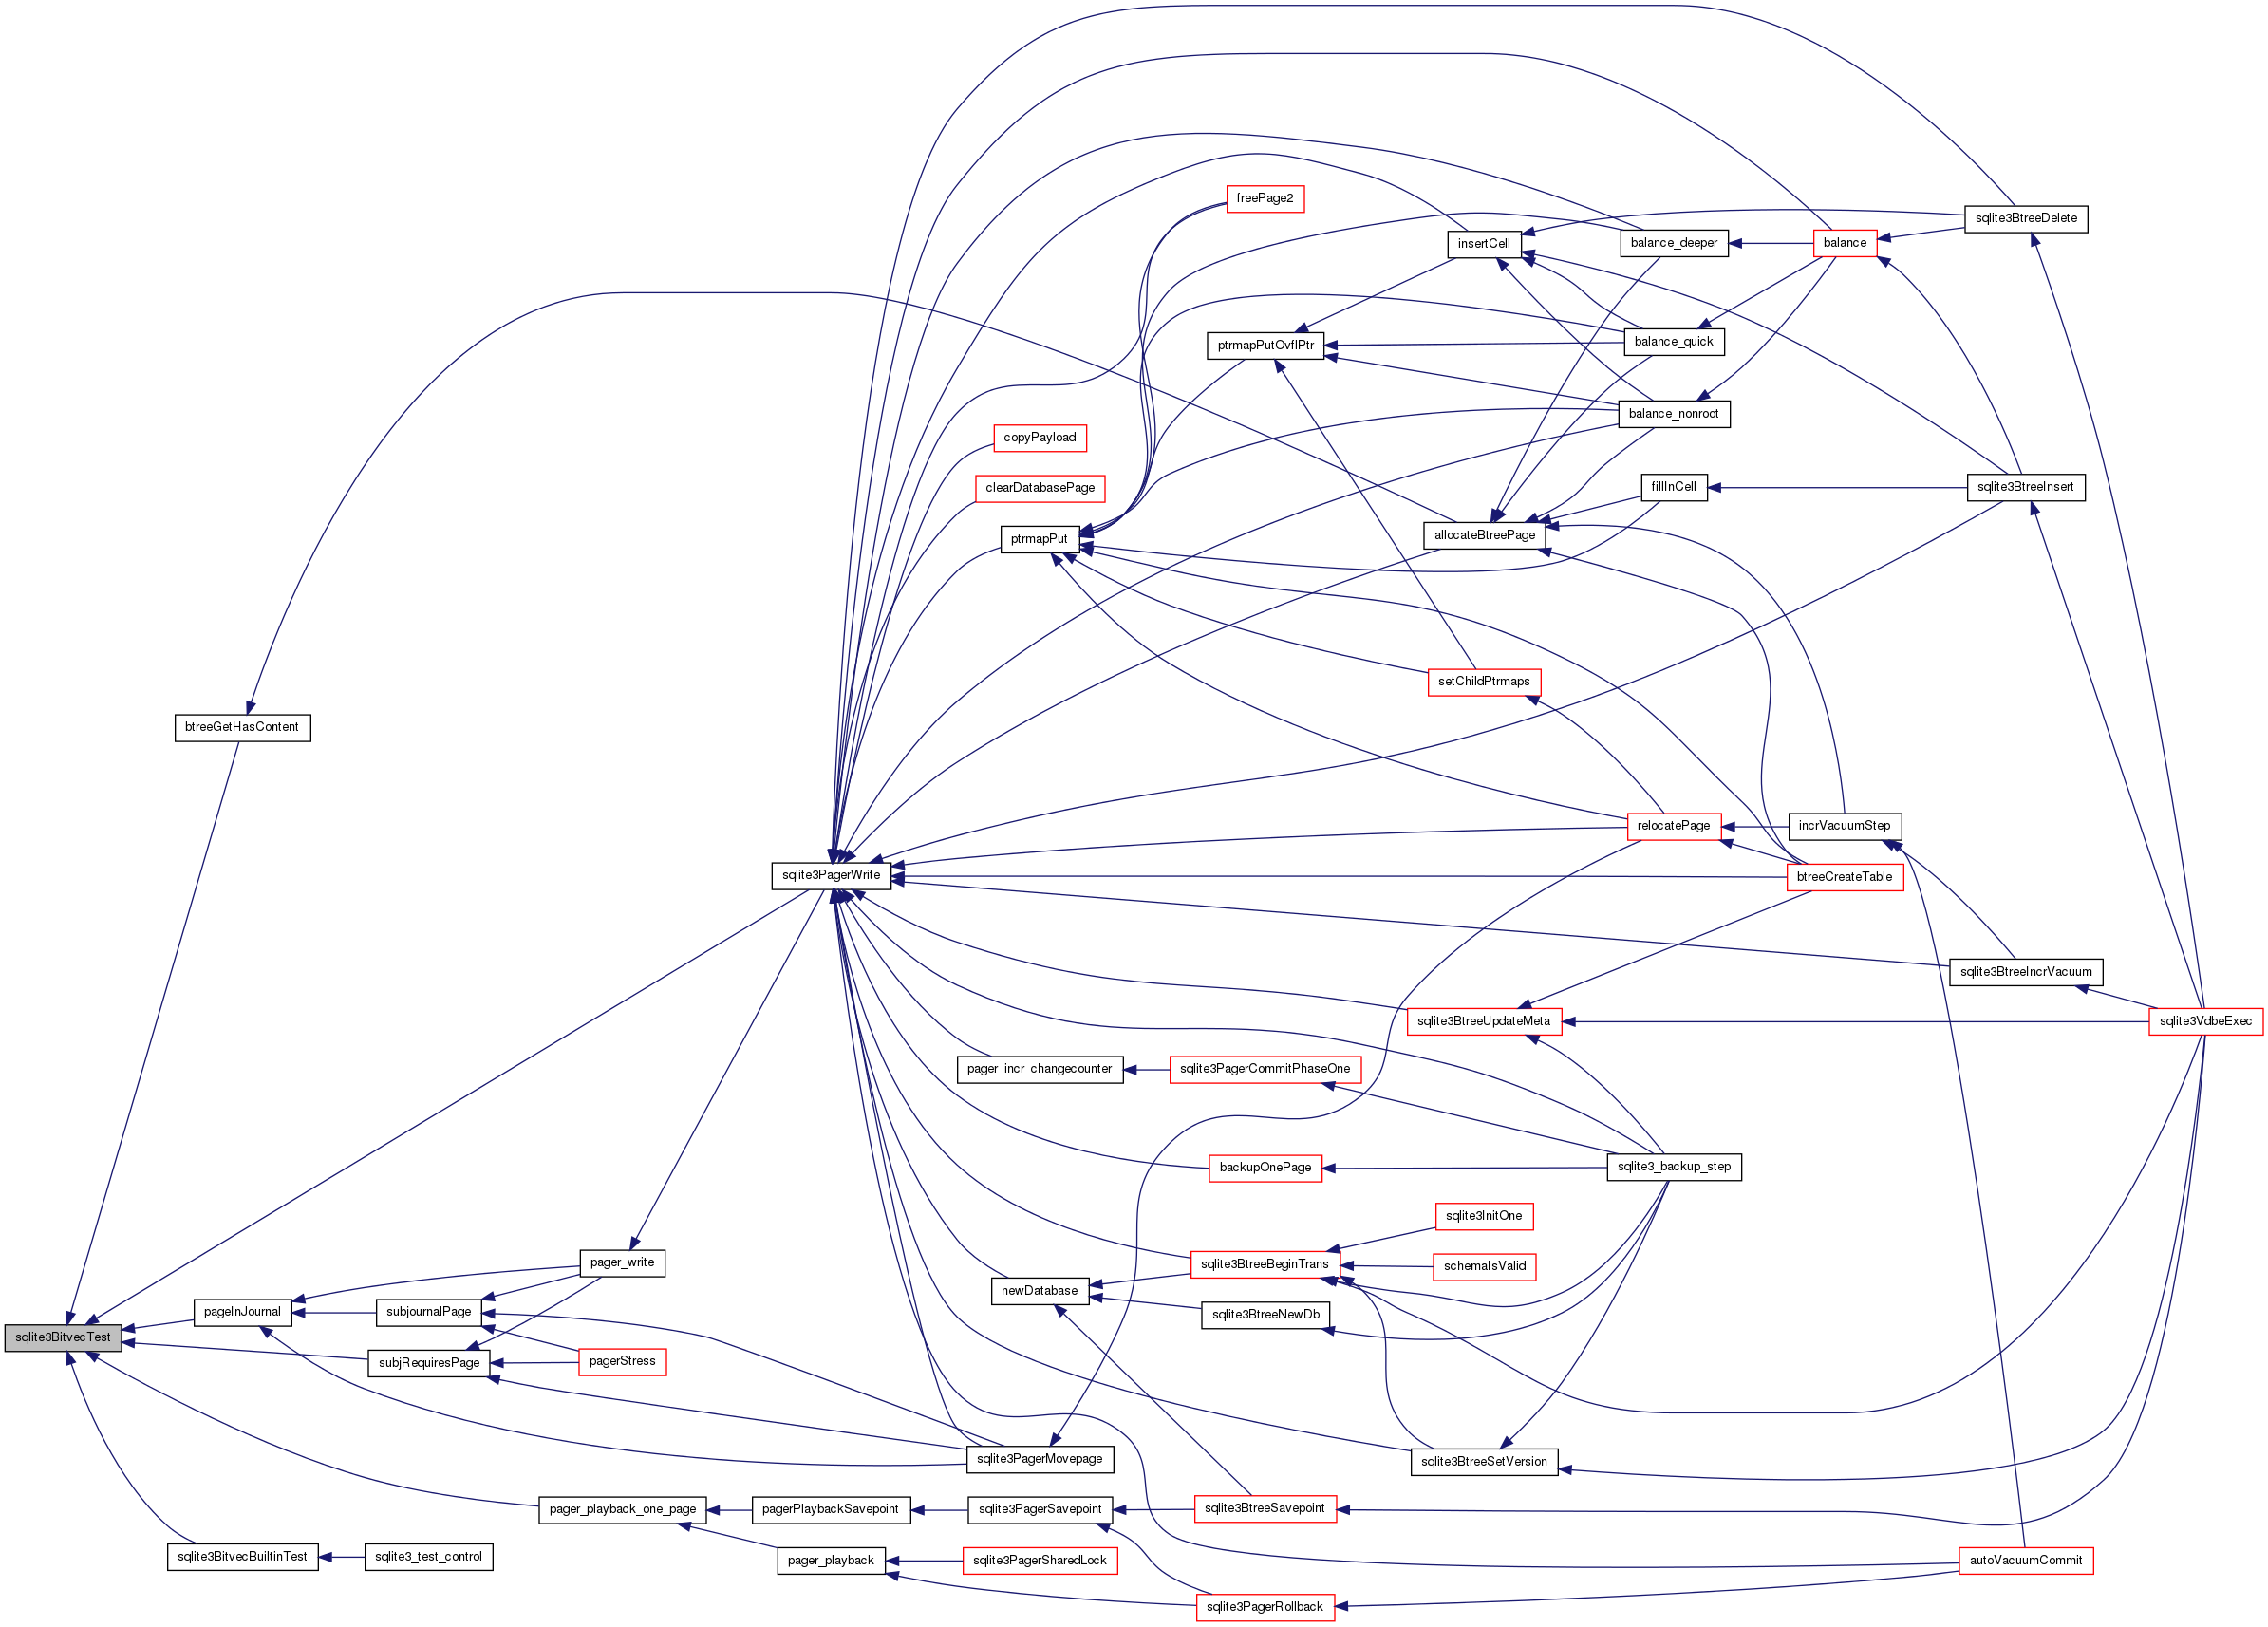 sqlite3BitvecTest
btreeGetHasContent
pageInJournal
subjournalPage
subjRequiresPage
pager_write
pagerStress
sqlite3BitvecBuiltinTest
sqlite3_test_control
pager_playback_one_page
pagerPlaybackSavepoint
pager_playback
sqlite3PagerWrite
freePage2
copyPayload
clearDatabasePage
ptrmapPut
ptrmapPutOvflPtr
pager_incr_changecounter
sqlite3PagerCommitPhaseOne
backupOnePage
newDatabase
sqlite3BtreeBeginTrans
sqlite3BtreeNewDb
sqlite3PagerMovepage
sqlite3PagerSavepoint
sqlite3BtreeSavepoint
sqlite3PagerSharedLock
sqlite3PagerRollback
insertCell
allocateBtreePage
setChildPtrmaps
sqlite3BtreeUpdateMeta
sqlite3InitOne
schemaIsValid
sqlite3BtreeSetVersion
balance_deeper
balance_quick
balance_nonroot
fillInCell
relocatePage
sqlite3_backup_step
balance
incrVacuumStep
btreeCreateTable
sqlite3BtreeDelete
sqlite3BtreeInsert
sqlite3BtreeIncrVacuum
autoVacuumCommit
sqlite3VdbeExec